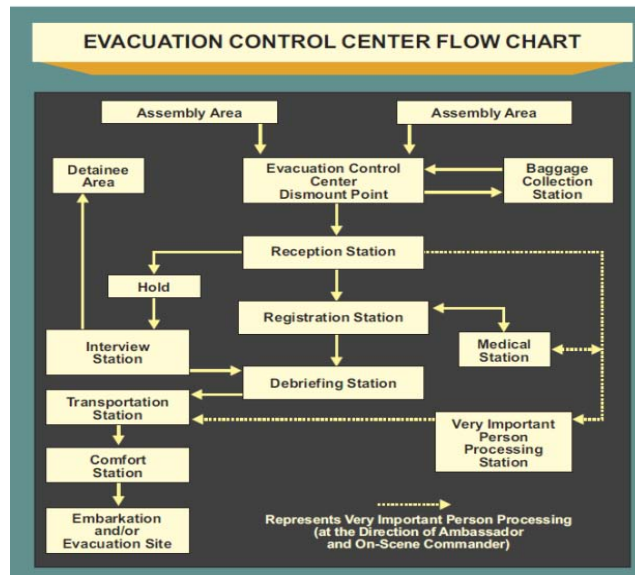 EVACUATION CONTROL CENTER FLOW CHART
Assembly Area
Assembly Area
Detainee
Area
Evacuation Control
Center
Dismount Point
Baggage
Collection
Station
Reception Station
Hold
Registration Station
Interview
Station
Medical
Station
Debriefing Station
Transportation
Station
Very Important
Person
Processing
Station
Comfort
Station
Embarkation
and/or
Evacuation Site
Represents Very Important Person Processing
(at the Direction of Ambassador
and On-Scene Commander)